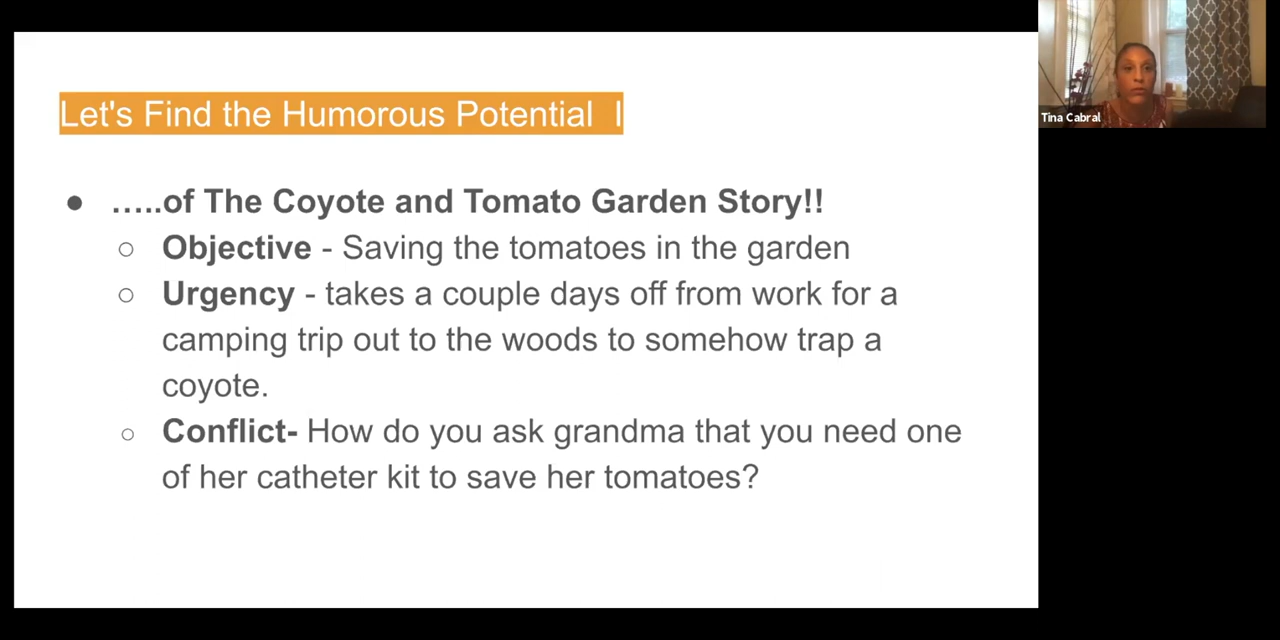 Let's Find the Humorous Potential I
● …..of The Coyote and Tomato Garden Story!!
○ Objective - Saving the tomatoes in the garden
○ Urgency - takes a couple days off from work for a
camping trip out to the woods to somehow trap a
coyote.
○ Conflict- How do you ask grandma that you need one
of her catheter kit to save her tomatoes?
Tina Cabral